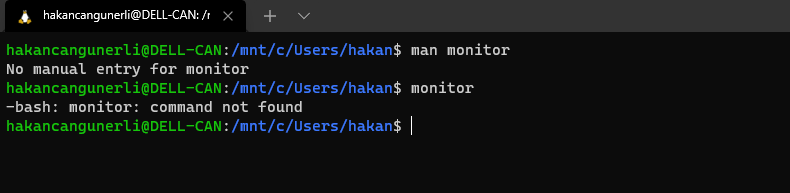 hakancangunerli@DELL-CAN: /r
hakancangunerli@DELL-CAN:/mnt/c/Users/hakan$ man monitor
No manual entry for monitor
hakancangunerli@DELL-CAN:/mnt/c/Users/hakan$ monitor
-bash: monitor: command not found
hakancangunerli@DELL-CAN:/mnt/c/Users/hakan$